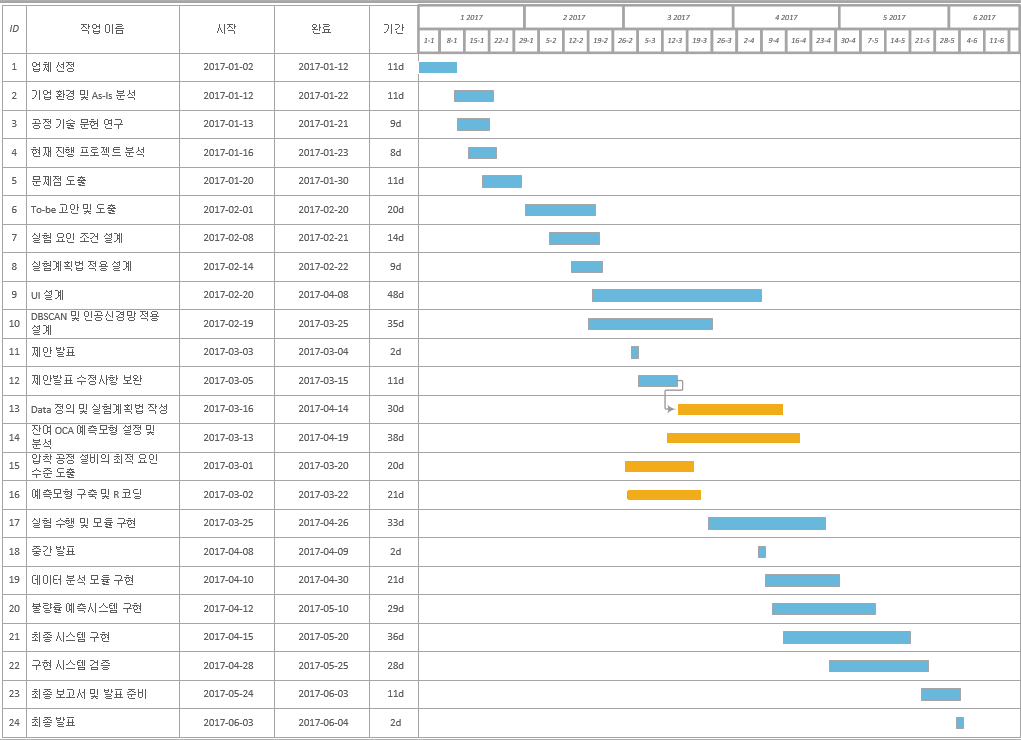 ID 작업 이름 시작 완료 기간 1 2017 2 2017 3 2017 4 2017 5 2017 6 2017
1-1 8-1 15-1 22-1 29-1 5-2 12-2 19-2 26-2 5-3 12-3 19-3 26-3 2-4 9-4 16-4 23-4 30-4 7-5 14-5 21-5 28-5 4-6 11-6
1 업체 선정 2017-01-02 2017-01-12 11d
2 기업 환경 및 As-Is 분석 2017-01-12 2017-01-22 11d
3 공정 기술 문헌 연구 2017-01-13 2017-01-21 9d
4 현재 진행 프로젝트 분석 2017-01-16 2017-01-23 8d
5 문제점 도출 2017-01-20 2017-01-30 11d
6 To-be 고안 및 도출 2017-02-01 2017-02-20 20d
7 실험 요인 조건 설계 2017-02-08 2017-02-21 14d
8 실험계획법 적용 설계 2017-02-14 2017-02-22 9d
9 UI 설계 2017-02-20 2017-04-08 48d
10 DBSCAN 및 인공신경망 적용 2017-02-19 2017-03-25 35d
설계
11 제안 발표 2017-03-03 2017-03-04 2d
12 제안발표 수정사항 보완 2017-03-05 2017-03-15 11d
13 Data 정의 및 실험계획법 작성 2017-03-16 2017-04-14 30d
14 잔여 OCA 예측모형 설정 및 2017-03-13 2017-04-19 38d
분석
15 압착 공정 설비의 최적 요인 2017-03-01 2017-03-20 20d
수준 도출
16 예측모형 구축 및 R 코딩 2017-03-02 2017-03-22 21d
17 실험 수행 및 모듈 구현 2017-03-25 2017-04-26 33d
18 중간 발표 2017-04-08 2017-04-09 2d
19 데이터 분석 모듈 구현 2017-04-10 2017-04-30 21d
20 불량률 예측시스템 구현 2017-04-12 2017-05-10 29d
21 최종 시스템 구현 2017-04-15 2017-05-20 36d
22 구현 시스템 검증 2017-04-28 2017-05-25 28d
23 최종 보고서 및 발표 준비 2017-05-24 2017-06-03 11d
24 최종 발표 2017-06-03 2017-06-04 2d